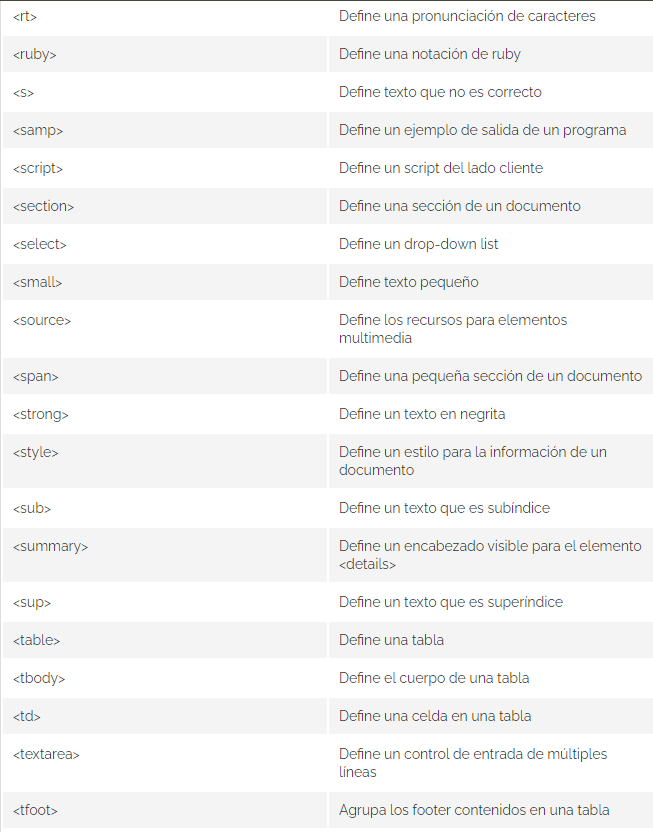 <rt> Define una pronunciación de caracteres
<ruby> Define una notación de ruby
<s> Define texto que no es correcto
<samp> Define un ejemplo de salida de un programa
<script> Define un script del lado cliente
<section> Define una sección de un documento
<select> Define un drop-down list
<small> Define texto pequeño
<source> Define los recursos para elementos
multimedia
<span> Define una pequeña sección de un documento
<strong> Define un texto en negrita
<style> Define un estilo para la información de un
documento
<sub> Define un texto que es subíndice
<summary> Define un encabezado visible para el elemento
<details>
<sup> Define un texto que es superíndice
<table> Define una tabla
<tbody> Define el cuerpo de una tabla
<td> Define una celda en una tabla
<textarea> Define un control de entrada de múltiples
líneas
<tfoot> Agrupa los footer contenidos en una tabla